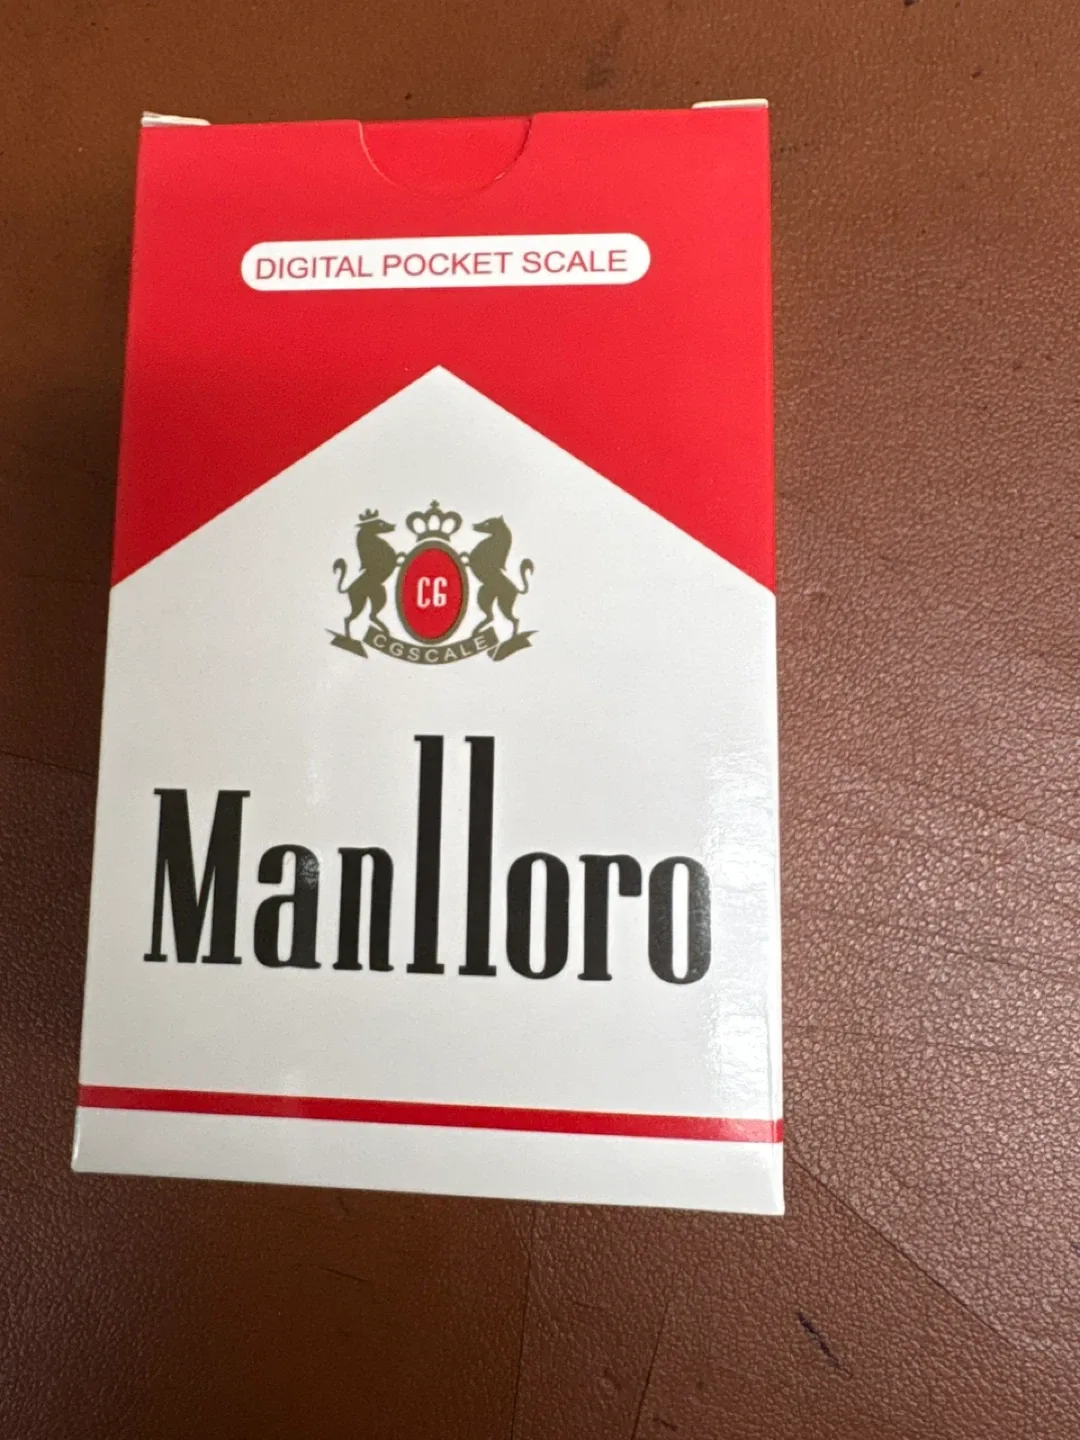 DIGITAL POCKET SCALE
CG
CGSCALE
Manlloro